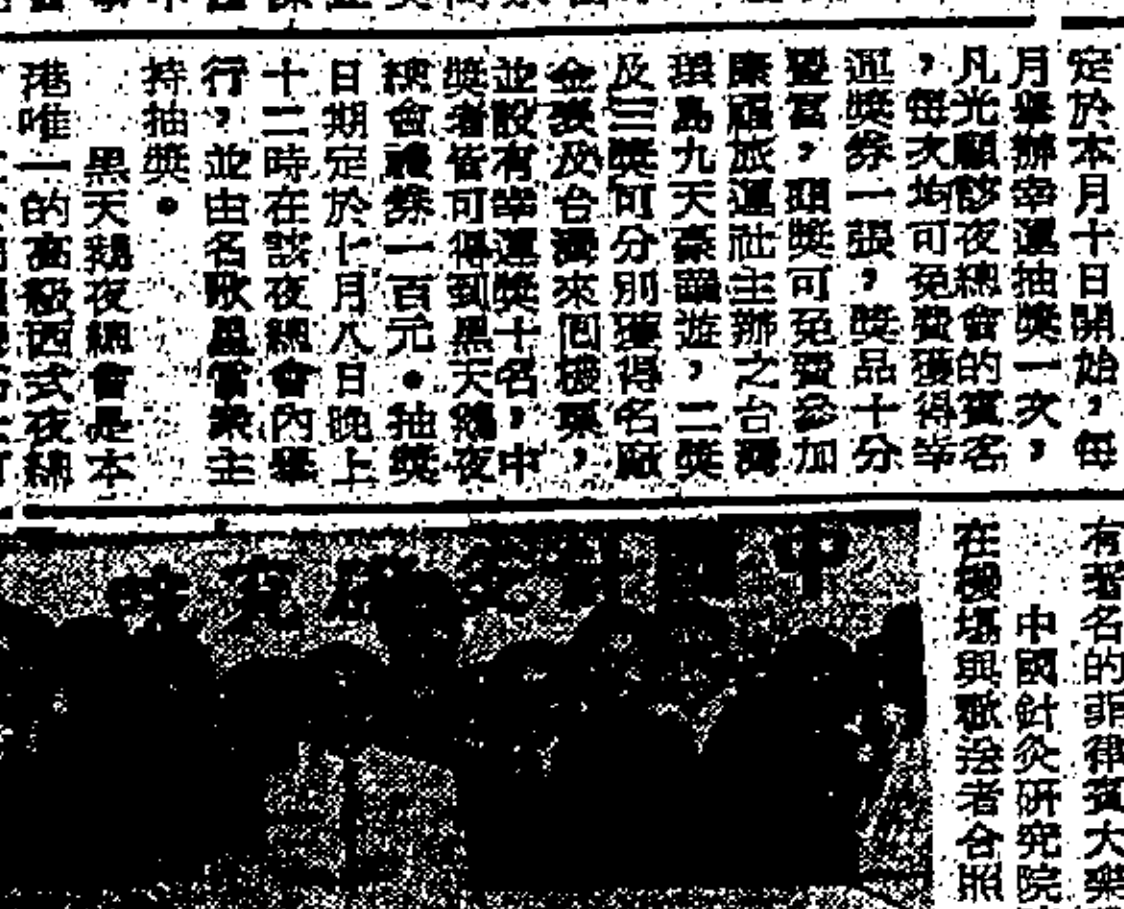 定於本月十日開始，每
月舉辦幸運抽獎一次，
凡光顧該夜總會的賓客
，每次均可免費獲得幸
運獎券一張，獎品十分
豐富，頭獎可免費參加
康福旅運社主辦之台灣
環島九天豪華遊，二獎
及三獎可分別獲得名廠
金錶及台灣來回機票，
並設有幸運獎十名，中
獎者皆可得到黑天鵝夜
總會禮券一百元。抽獎
日期定於十月八日晚上
十二時在該夜總會內舉
行，並由名歌星當眾主
持抽獎。
黑天鵝夜總會是本
港唯一的高級西式夜總
有著名的菲律賓大樂
中國針灸研究院
在機場與歡送者合照